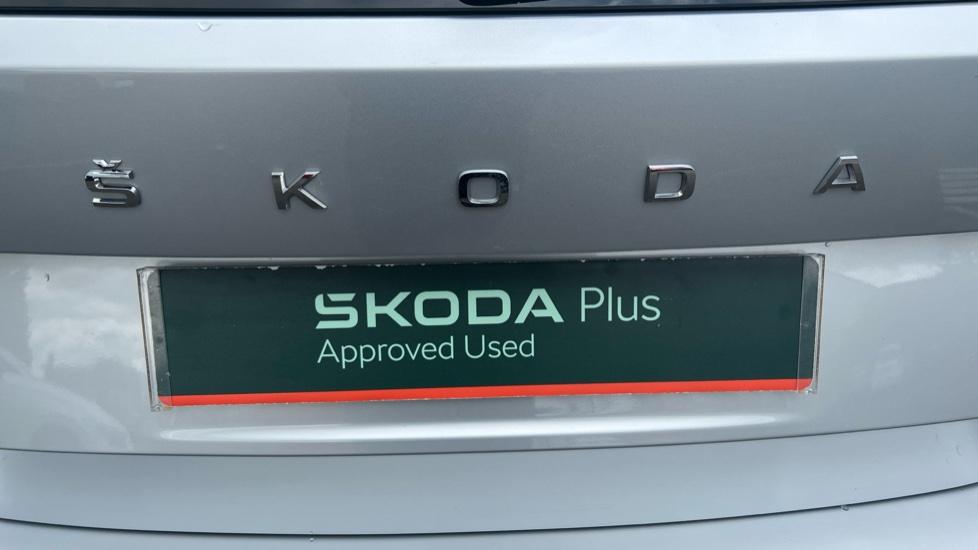 ŠKODA
ŠKODA Plus
Approved Used